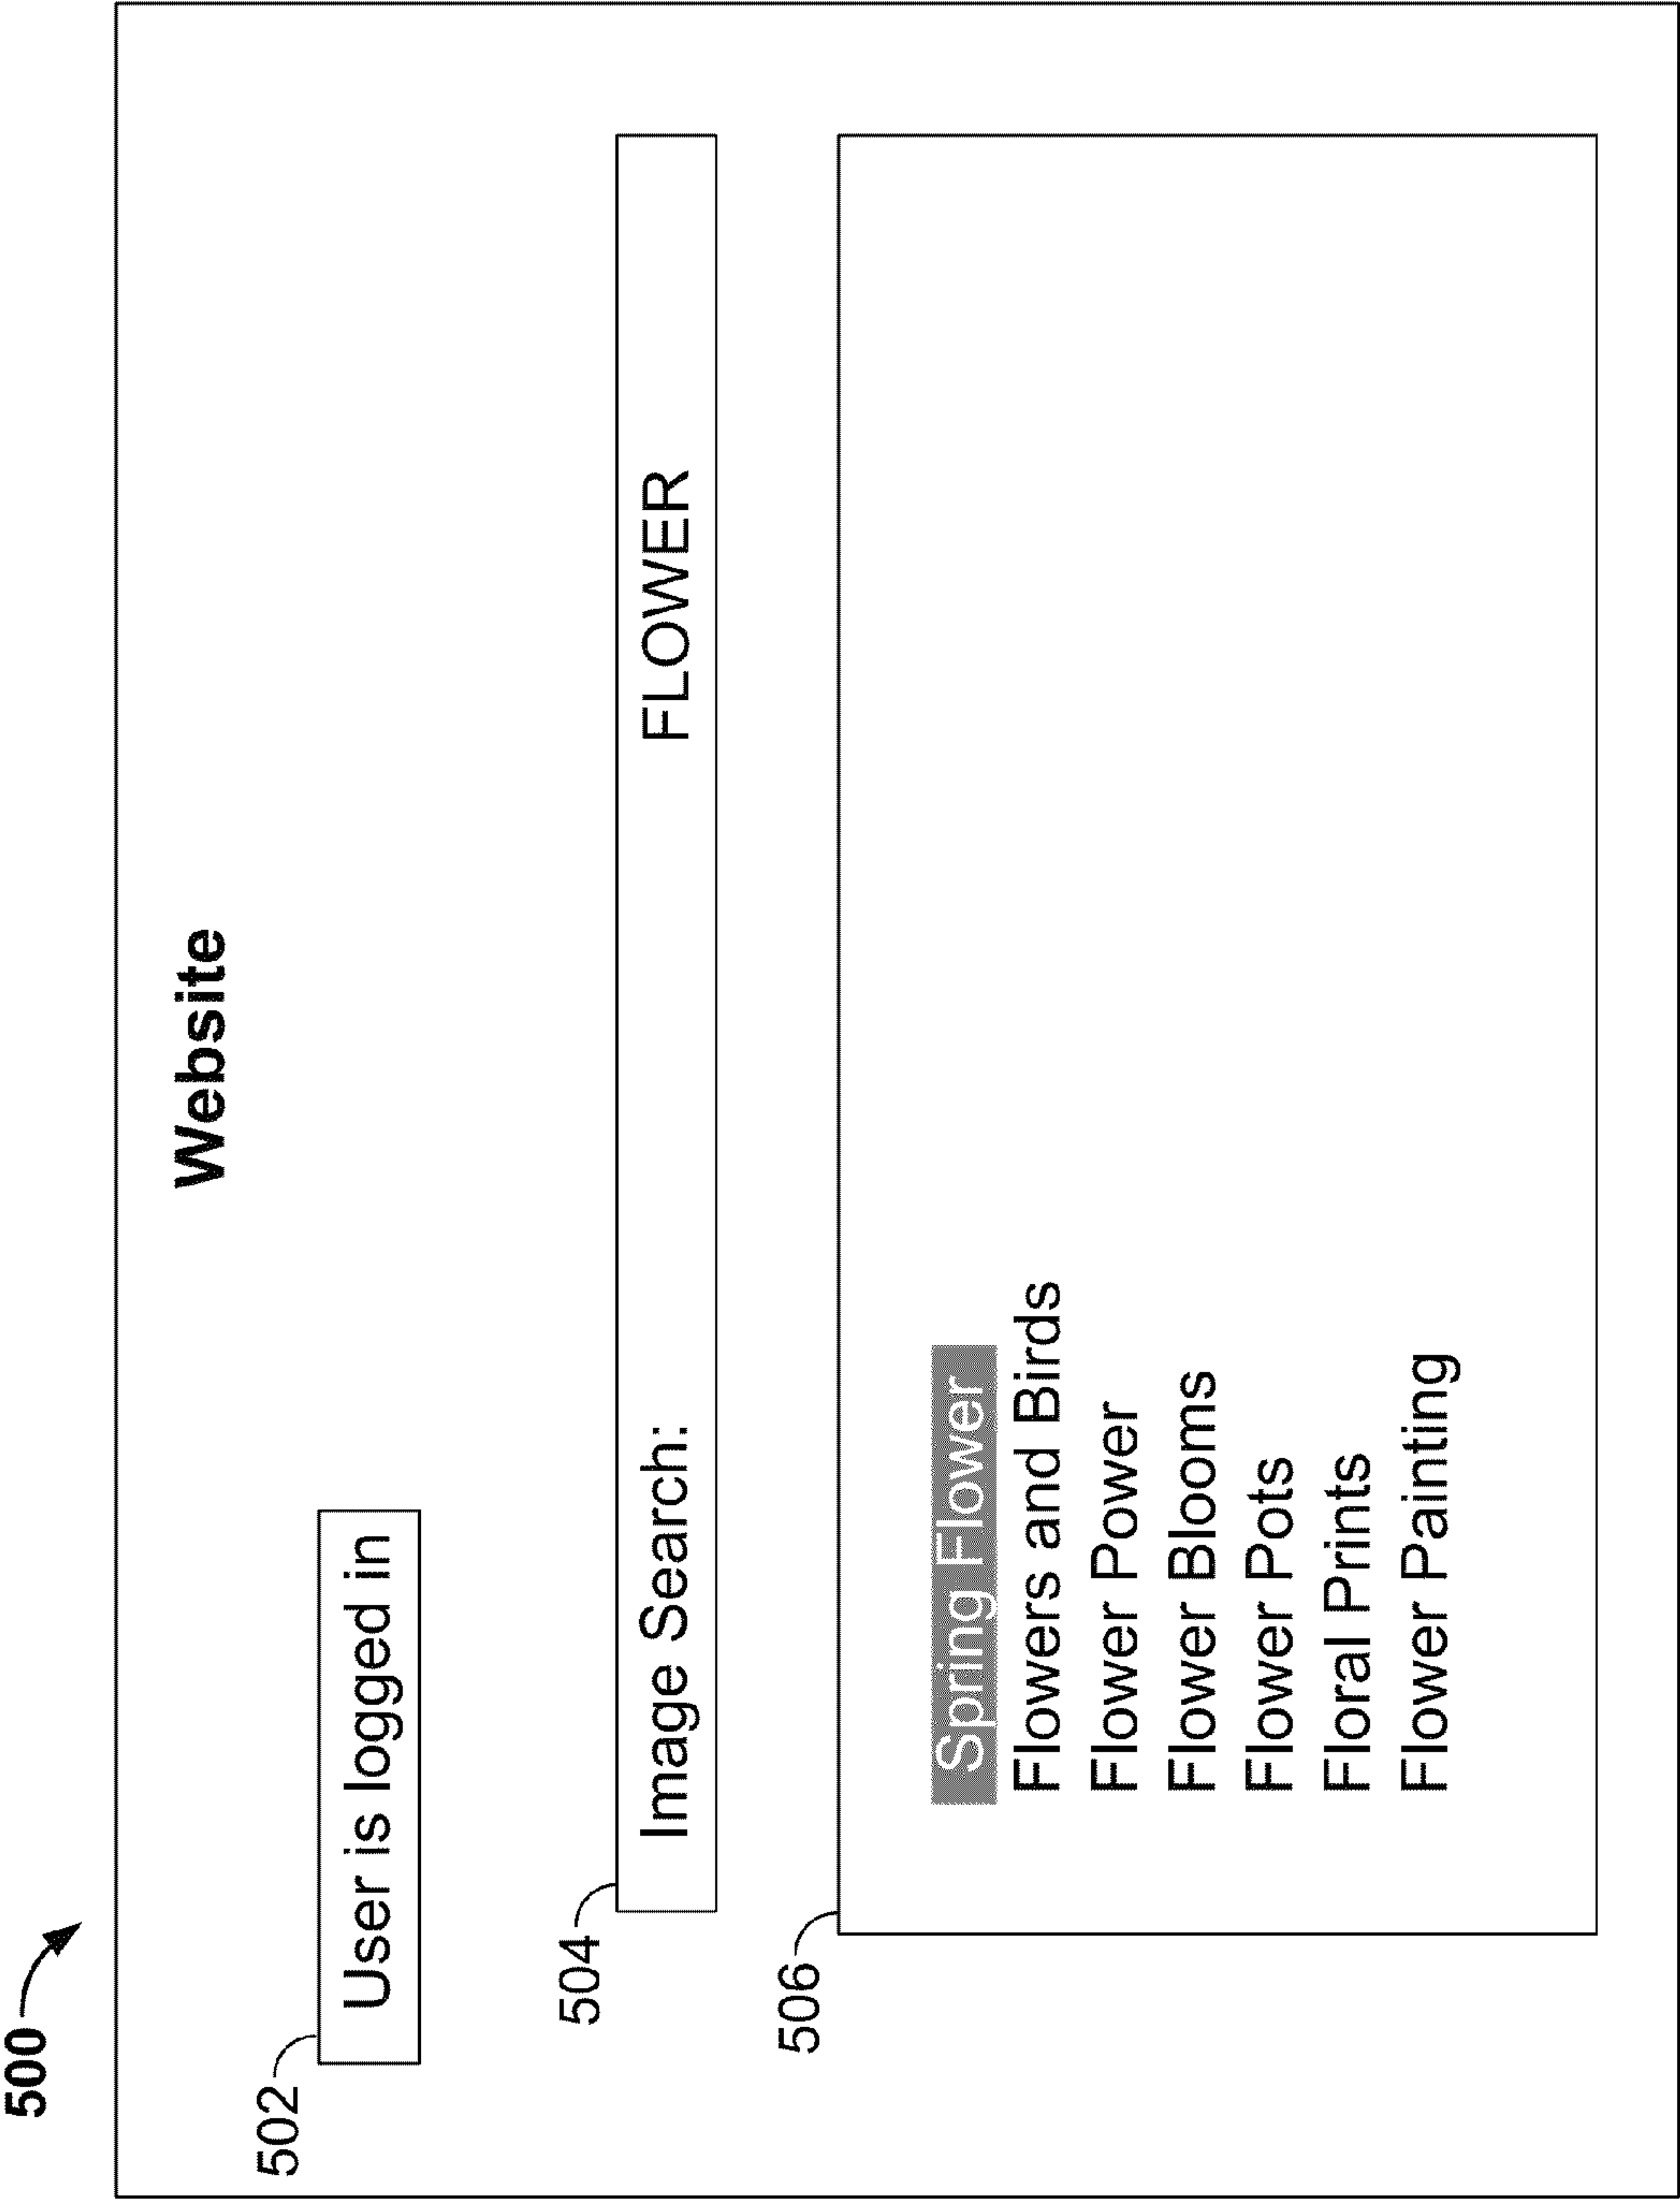 500
Website
502
User is logged in
504
Image Search: FLOWER
506
Spring Flower
Flowers and Birds
Flower Power
Flower Blooms
Flower Pots
Floral Prints
Flower Painting